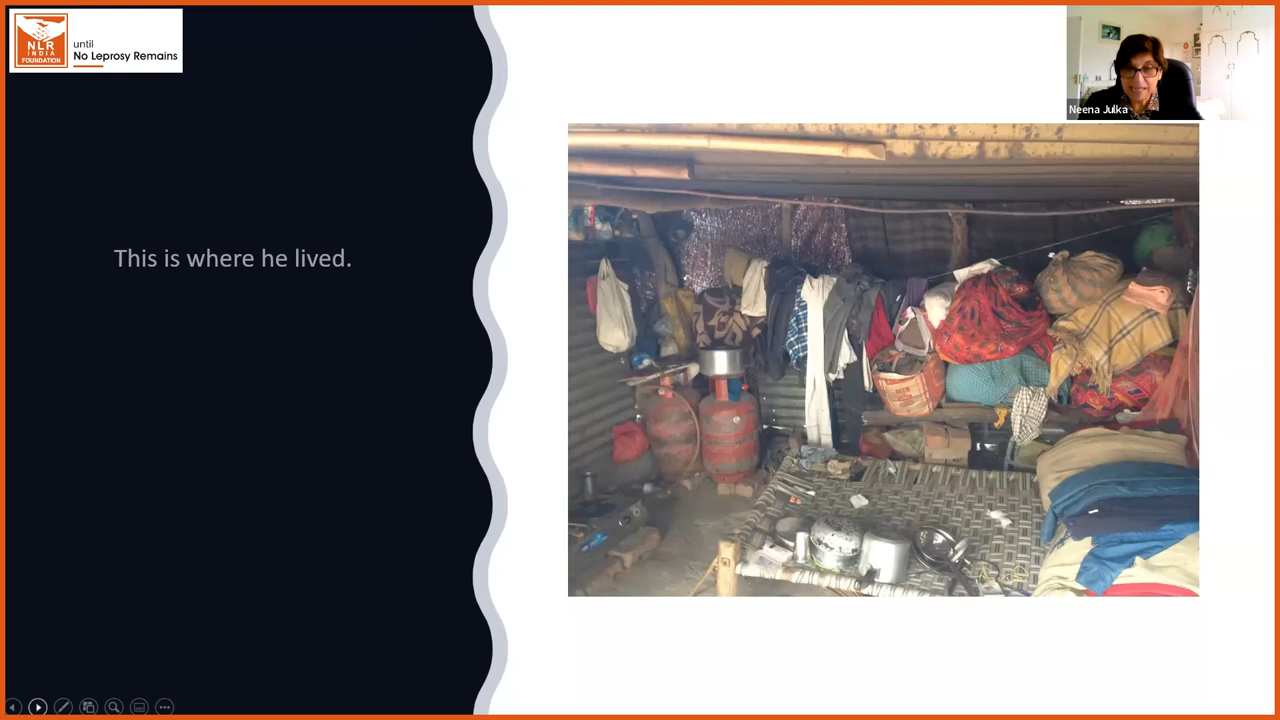 NLR
INDIA
FOUNDATION
until
No Leprosy Remains
Neena Julka
This is where he lived.